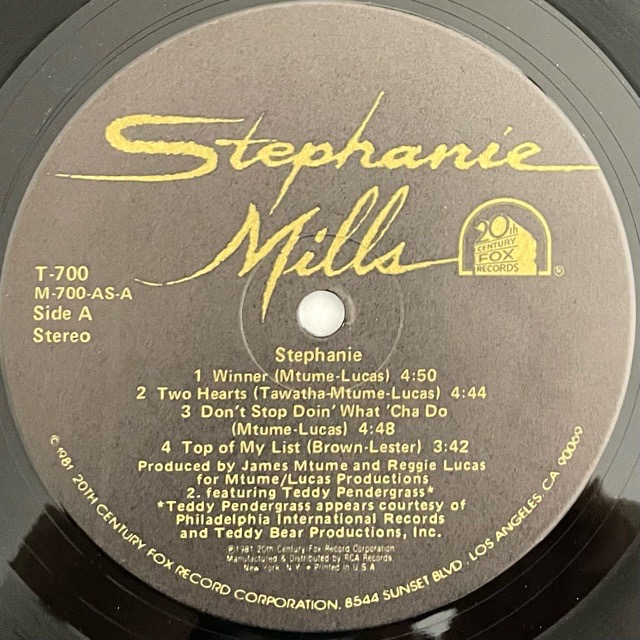 Stephanie
Mills
20th
CENTURY
FOX
RECORDS
®
T-700
M-700-AS-A
Side A
Stereo
Stephanie
1 Winner (Mtume-Lucas) 4:50
2 Two Hearts (Tawatha-Mtume-Lucas) 4:44
3 Don't Stop Doin' What 'Cha Do
(Mtume-Lucas) 4:48
4 Top of My List (Brown-Lester) 3:42
Produced by James Mtume and Reggie Lucas
for Mtume/Lucas Productions
2. featuring Teddy Pendergrass*
*Teddy Pendergrass appears courtesy of
Philadelphia International Records
and Teddy Bear Productions, Inc.
℗1981 20th Century-Fox Record Corporation
Manufactured & Distributed by RCA Records,
New York, N.Y. • Printed in U.S.A
© 1981 20TH CENTURY FOX RECORD CORPORATION, 8544 SUNSET BLVD., LOS ANGELES, CA 90069